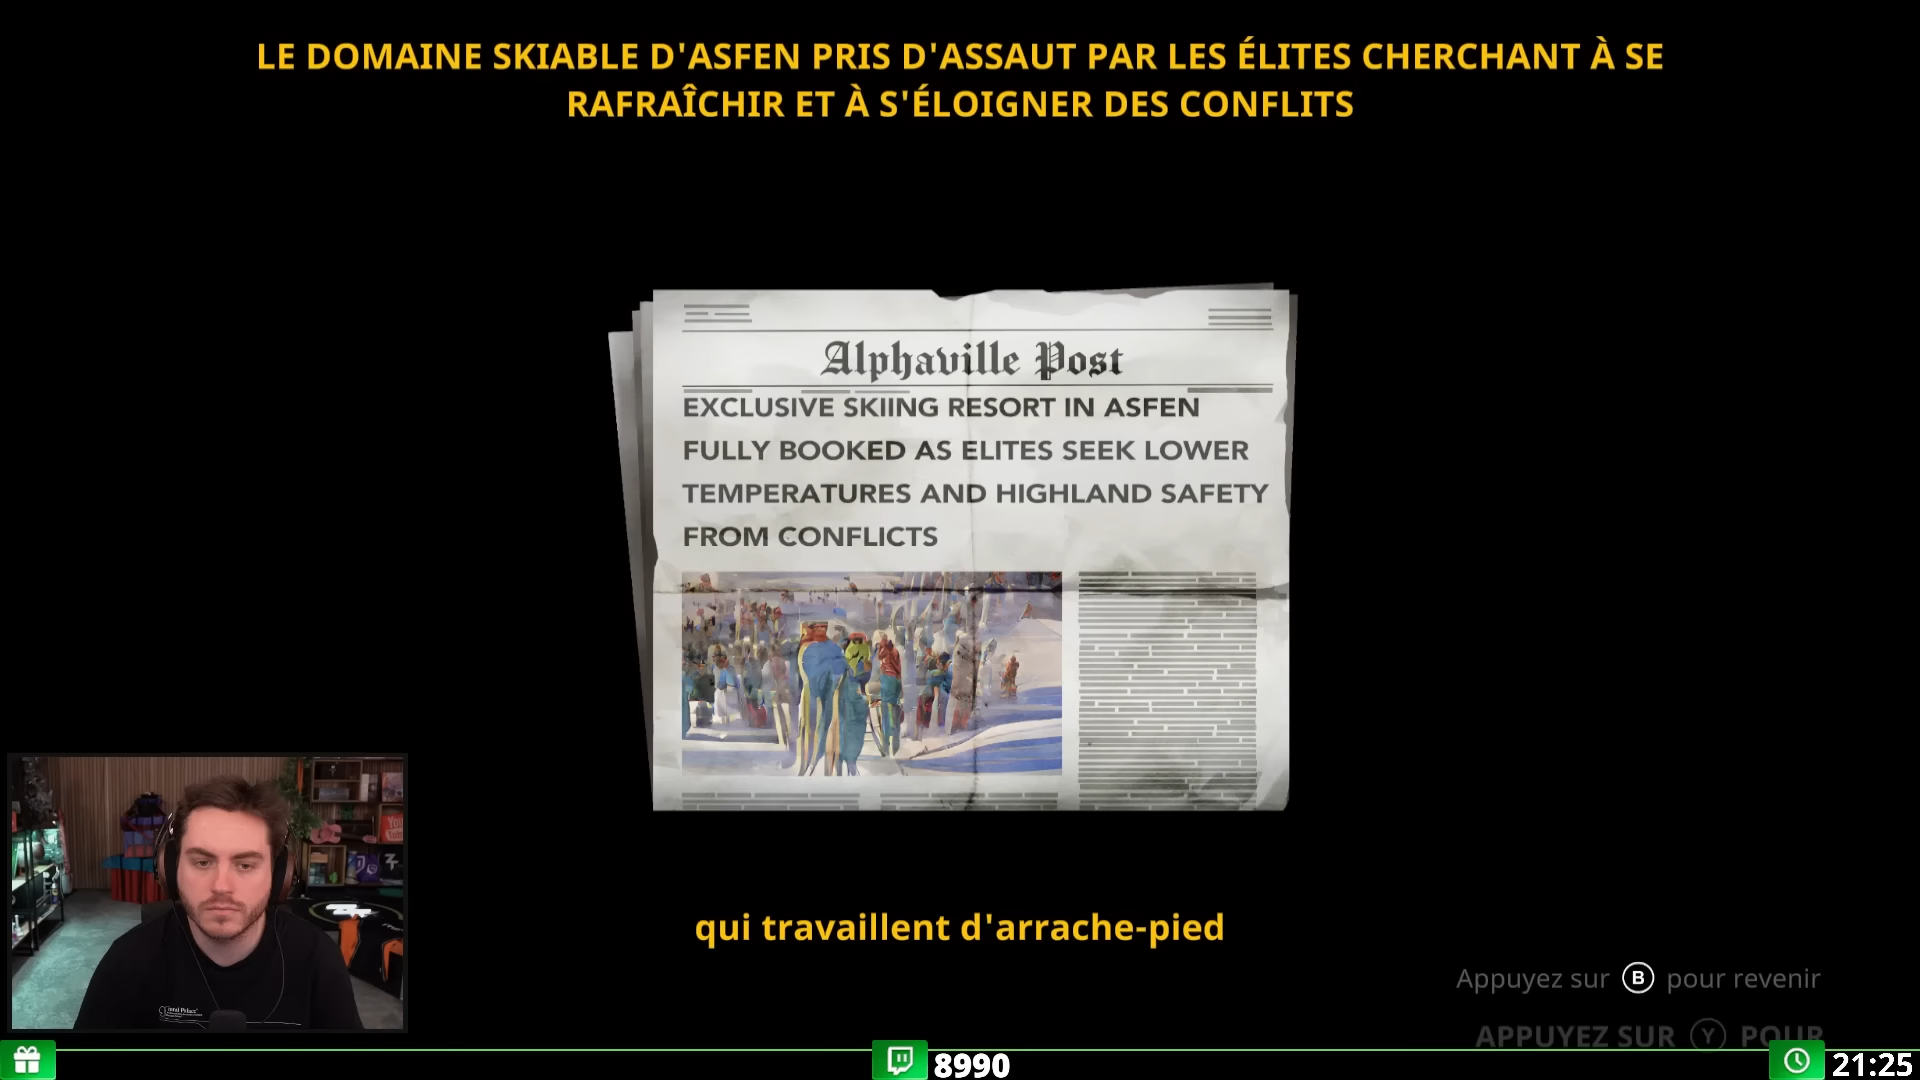 LE DOMAINE SKIABLE D'ASFEN PRIS D'ASSAUT PAR LES ÉLITES CHERCHANT À SE
RAFRAÎCHIR ET À S'ÉLOIGNER DES CONFLITS
Alphaville Post
EXCLUSIVE SKIING RESORT IN ASFEN
FULLY BOOKED AS ELITES SEEK LOWER
TEMPERATURES AND HIGHLAND SAFETY
FROM CONFLICTS
qui travaillent d'arrache-pied
Appuyez sur B pour revenir
APPUYEZ SUR Y POUR
8990
21:25